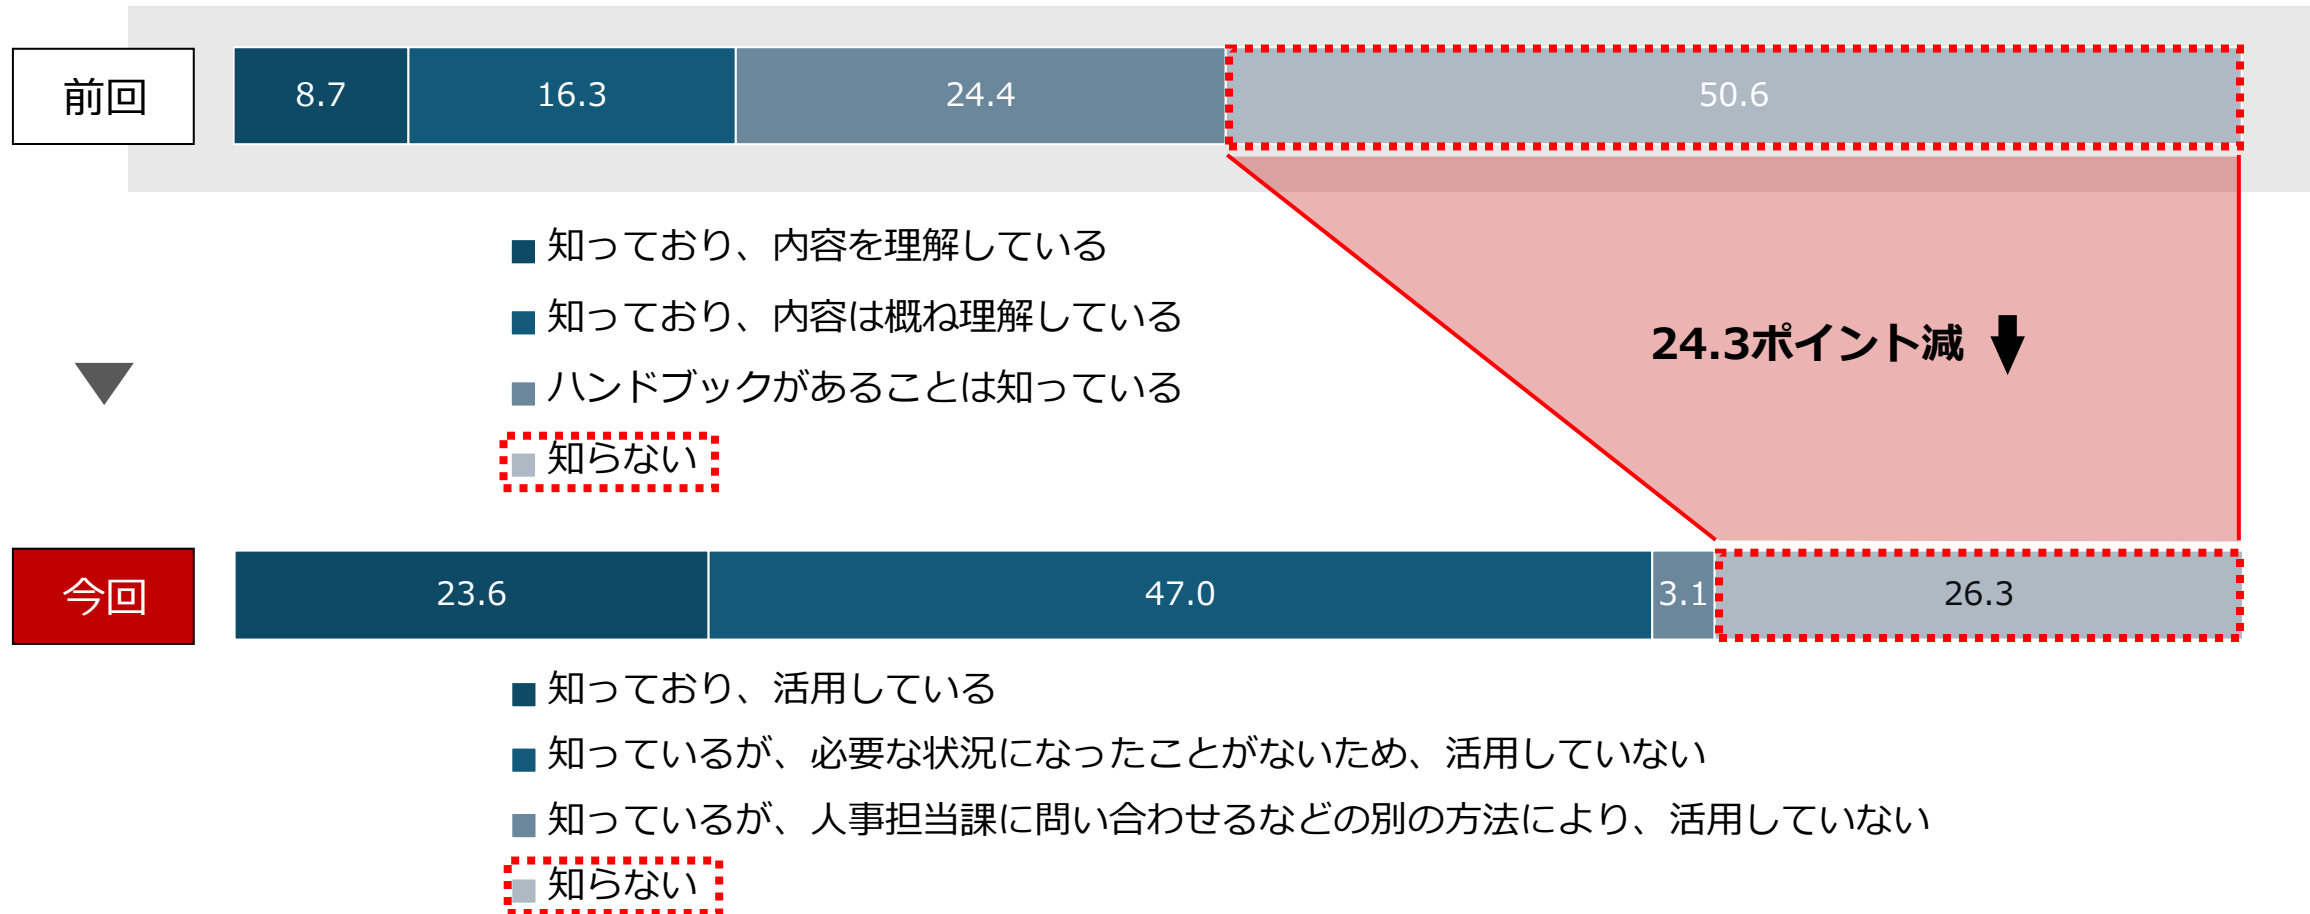 前回
8.7 16.3 24.4 50.6
■ 知っており、内容を理解している
■ 知っており、内容は概ね理解している
■ ハンドブックがあることは知っている
■ 知らない
24.3ポイント減
今回
23.6 47.0 3.1 26.3
■ 知っており、活用している
■ 知っているが、必要な状況になったことがないため、活用していない
■ 知っているが、人事担当課に問い合わせるなどの別の方法により、活用していない
■ 知らない